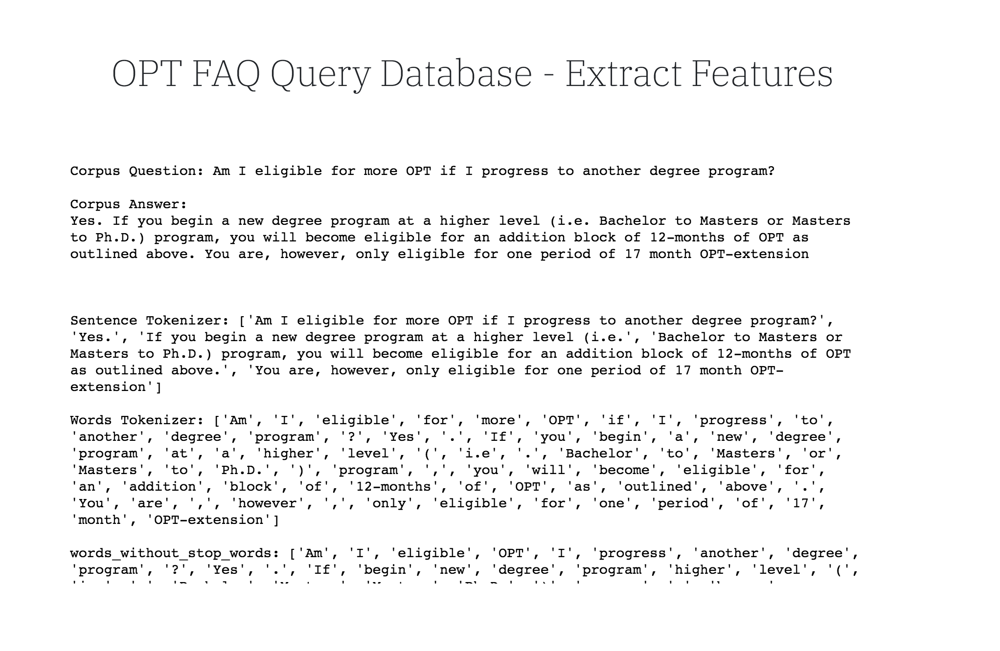 OPT FAQ Query Database - Extract Features
Corpus Question: Am I eligible for more OPT if I progress to another degree program?
Corpus Answer:
Yes. If you begin a new degree program at a higher level (i.e. Bachelor to Masters or Masters
to Ph.D.) program, you will become eligible for an addition block of 12-months of OPT as
outlined above. You are, however, only eligible for one period of 17 month OPT-extension
Sentence Tokenizer: ['Am I eligible for more OPT if I progress to another degree program?',
'Yes.', 'If you begin a new degree program at a higher level (i.e.', 'Bachelor to Masters or
Masters to Ph.D.) program, you will become eligible for an addition block of 12-months of OPT
as outlined above.', 'You are, however, only eligible for one period of 17 month OPT-
extension']
Words Tokenizer: ['Am', 'I', 'eligible', 'for', 'more', 'OPT', 'if', 'I', 'progress', 'to',
'another', 'degree', 'program', '?', 'Yes', '.', 'If', 'you', 'begin', 'a', 'new', 'degree',
'program', 'at', 'a', 'higher', 'level', '(', 'i.e', '.', 'Bachelor', 'to', 'Masters', 'or',
'Masters', 'to', 'Ph.D.', ')', 'program', ',', 'you', 'will', 'become', 'eligible', 'for',
'an', 'addition', 'block', 'of', '12-months', 'of', 'OPT', 'as', 'outlined', 'above', '.',
'You', 'are', ',', 'however', ',', 'only', 'eligible', 'for', 'one', 'period', 'of', '17',
'month', 'OPT-extension']
words_without_stop_words: ['Am', 'I', 'eligible', 'OPT', 'I', 'progress', 'another', 'degree',
'program', '?', 'Yes', '.', 'If', 'begin', 'new', 'degree', 'program', 'higher', 'level', '(',